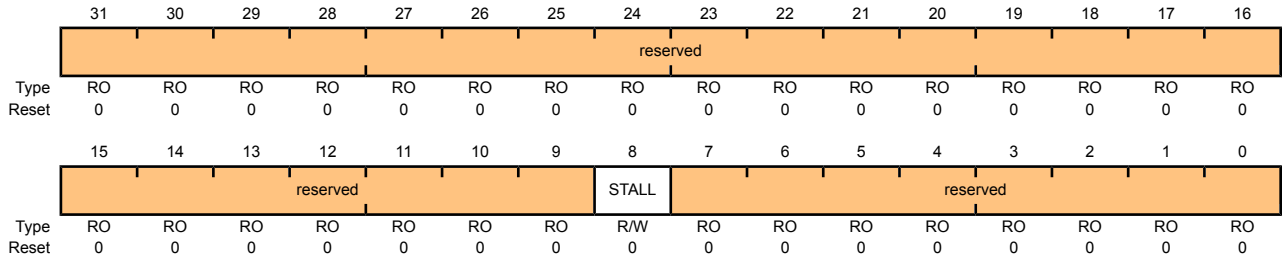 31 30 29 28 27 26 25 24 23 22 21 20 19 18 17 16
reserved
Type RO RO RO RO RO RO RO RO RO RO RO RO RO RO RO RO
Reset 0 0 0 0 0 0 0 0 0 0 0 0 0 0 0 0
15 14 13 12 11 10 9 8 7 6 5 4 3 2 1 0
reserved STALL reserved
Type RO RO RO RO RO RO RO R/W RO RO RO RO RO RO RO RO
Reset 0 0 0 0 0 0 0 0 0 0 0 0 0 0 0 0